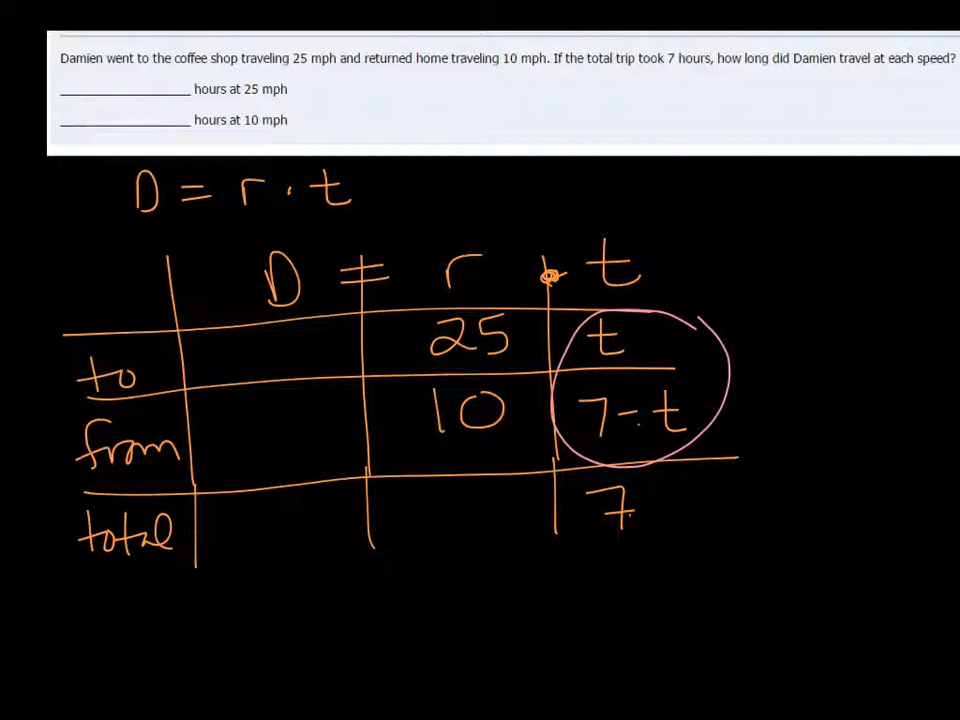 Damien went to the coffee shop traveling 25 mph and returned home traveling 10 mph. If the total trip took 7 hours, how long did Damien travel at each speed?
____________________ hours at 25 mph
____________________ hours at 10 mph
D = r · t
D = r · t
to 25 t
from 10 7-t
total 7